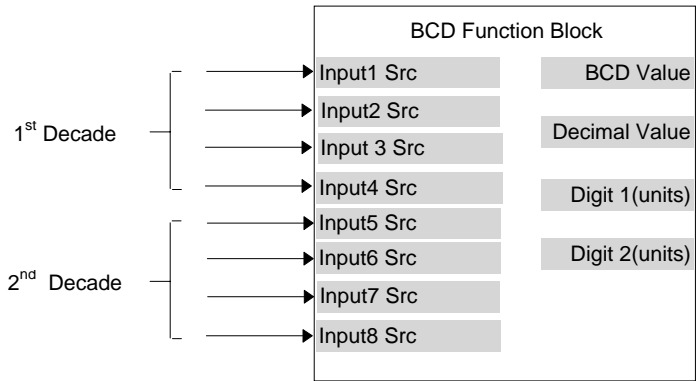 BCD Function Block
1st Decade
Input1 Src
Input2 Src
Input 3 Src
Input4 Src
2nd Decade
Input5 Src
Input6 Src
Input7 Src
Input8 Src
BCD Value
Decimal Value
Digit 1(units)
Digit 2(units)